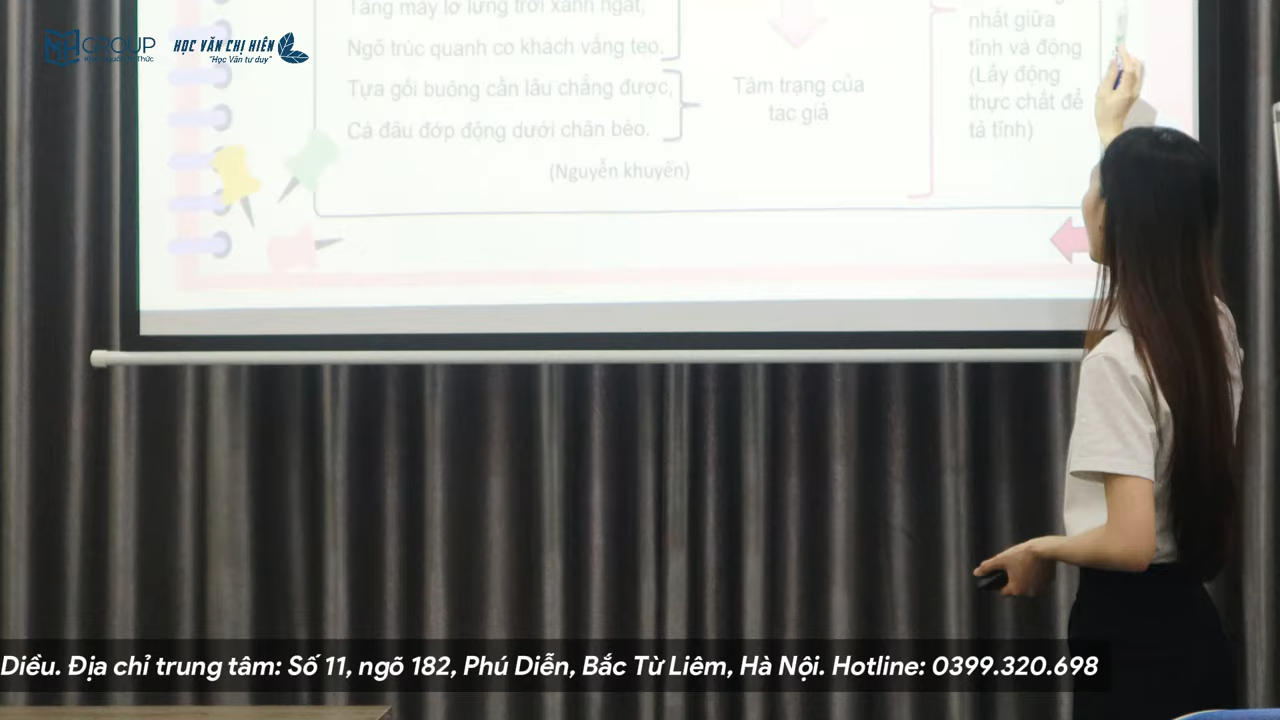 GROUP
HỌC VĂN CHỊ HIÊN
"Học Văn tư duy"
Tầng mây lơ lửng trời xanh ngắt,
Ngõ trúc quanh co khách vắng teo.
Tựa gối buông cần lâu chẳng được,
Cá đâu đớp động dưới chân bèo.
(Nguyễn khuyến)
Tâm trạng của
tác giả
nhất giữa
tĩnh và động
(Lấy động
thực chất để
tả tĩnh)
Diều. Địa chỉ trung tâm: Số 11, ngõ 182, Phú Diễn, Bắc Từ Liêm, Hà Nội. Hotline: 0399.320.698